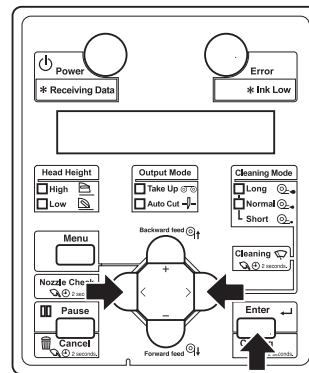 Power
Error
* Receiving Data
* Ink Low
Head Height
High
Low
Output Mode
Take Up
Auto Cut
Cleaning Mode
Long
Normal
Short
Menu
Backward feed
Cleaning
2 seconds.
Nozzle Check
2 seconds.
+
< >
−
Pause
Enter
Cancel
2 seconds.
Forward feed
2 seconds.